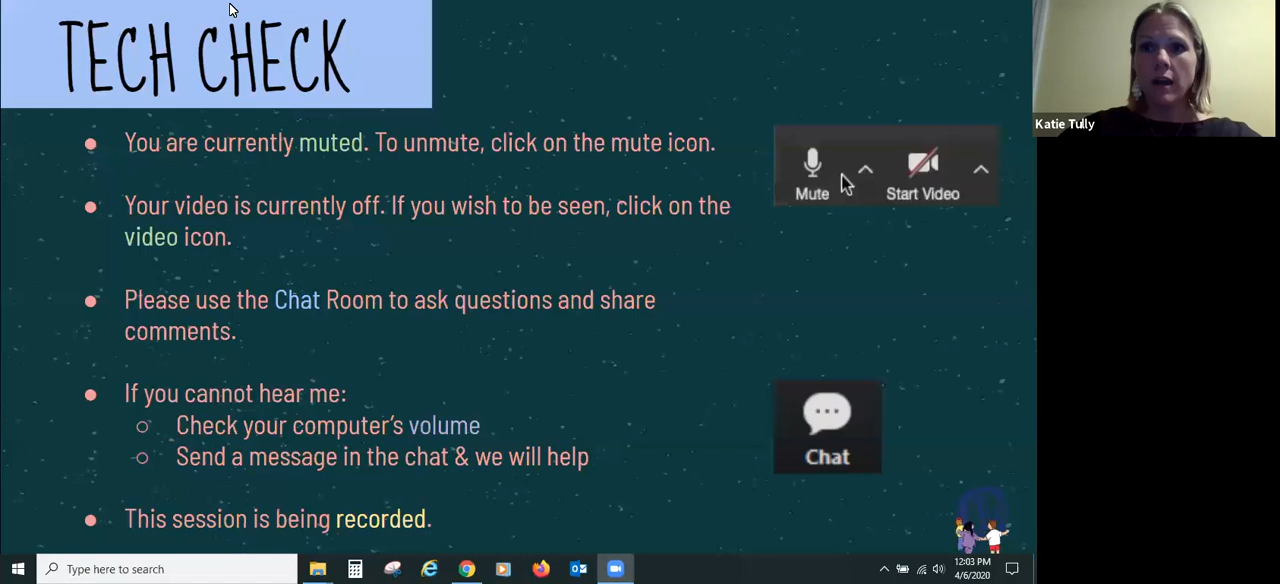 TECH CHECK
Katie Tully
You are currently muted. To unmute, click on the mute icon.
Mute
Start Video
Your video is currently off. If you wish to be seen, click on the
video icon.
Please use the Chat Room to ask questions and share
comments.
If you cannot hear me:
Check your computer's volume
Send a message in the chat & we will help
Chat
This session is being recorded.
Type here to search
12:03 PM
4/6/2020